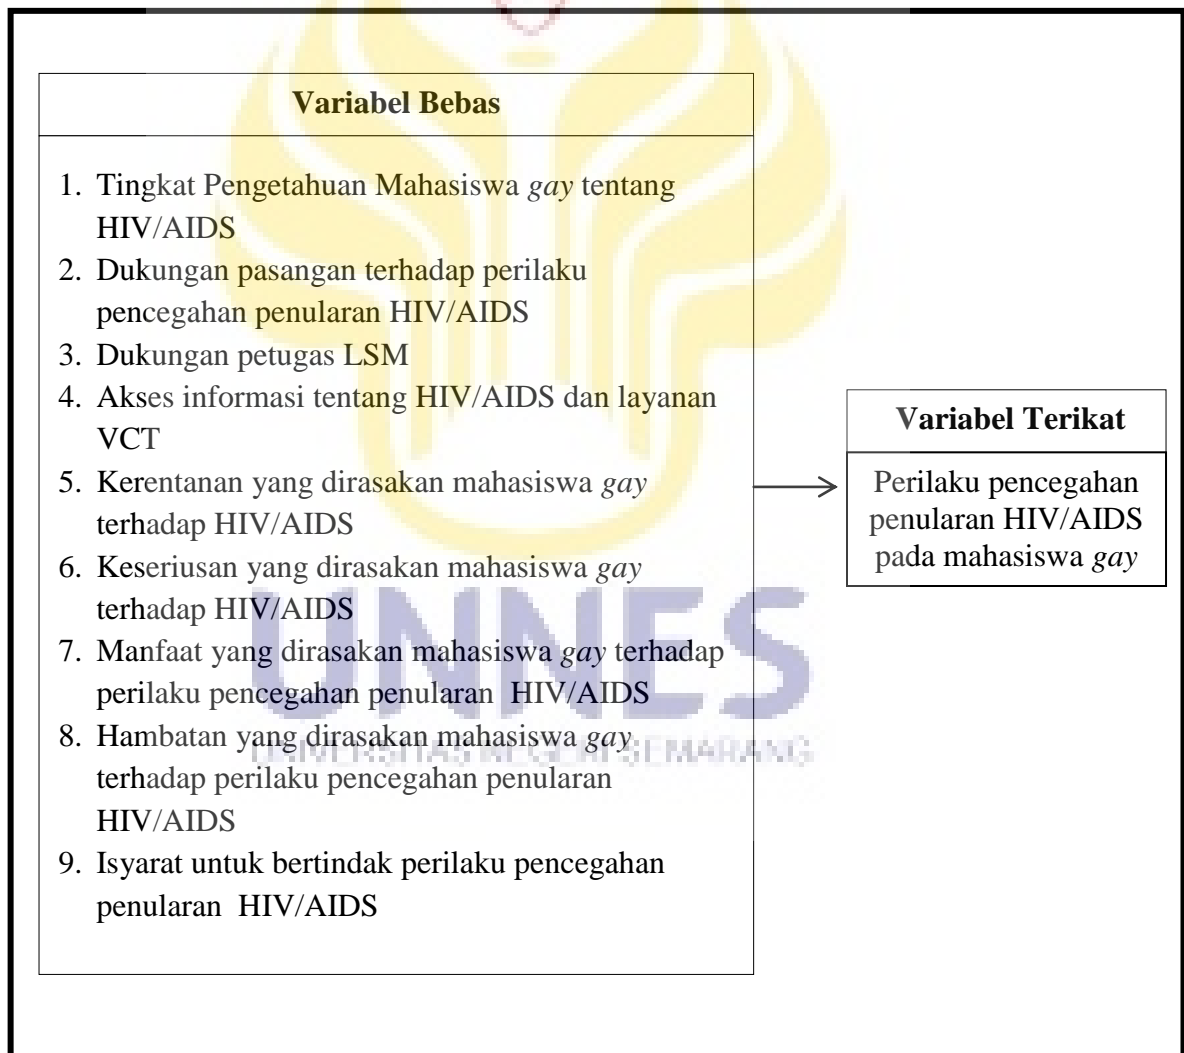 Variabel Bebas
1. Tingkat Pengetahuan Mahasiswa gay tentang
HIV/AIDS
2. Dukungan pasangan terhadap perilaku
pencegahan penularan HIV/AIDS
3. Dukungan petugas LSM
4. Akses informasi tentang HIV/AIDS dan layanan
VCT
5. Kerentanan yang dirasakan mahasiswa gay
terhadap HIV/AIDS
6. Keseriusan yang dirasakan mahasiswa gay
terhadap HIV/AIDS
7. Manfaat yang dirasakan mahasiswa gay terhadap
perilaku pencegahan penularan HIV/AIDS
8. Hambatan yang dirasakan mahasiswa gay
terhadap perilaku pencegahan penularan
HIV/AIDS
9. Isyarat untuk bertindak perilaku pencegahan
penularan HIV/AIDS
Variabel Terikat
Perilaku pencegahan
penularan HIV/AIDS
pada mahasiswa gay
UNNES
UNIVERSITAS NEGERI SEMARANG